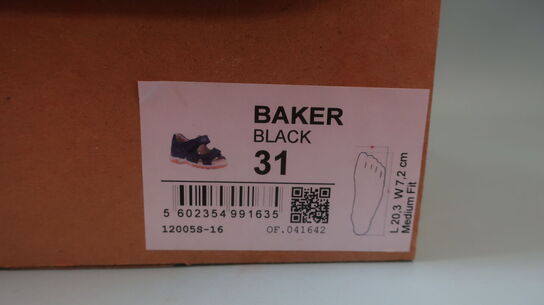 BAKER
BLACK
31
5 602354 991635
12005S-16
OF.041642
L 20,3 W 7,2 cm
Medium Fit